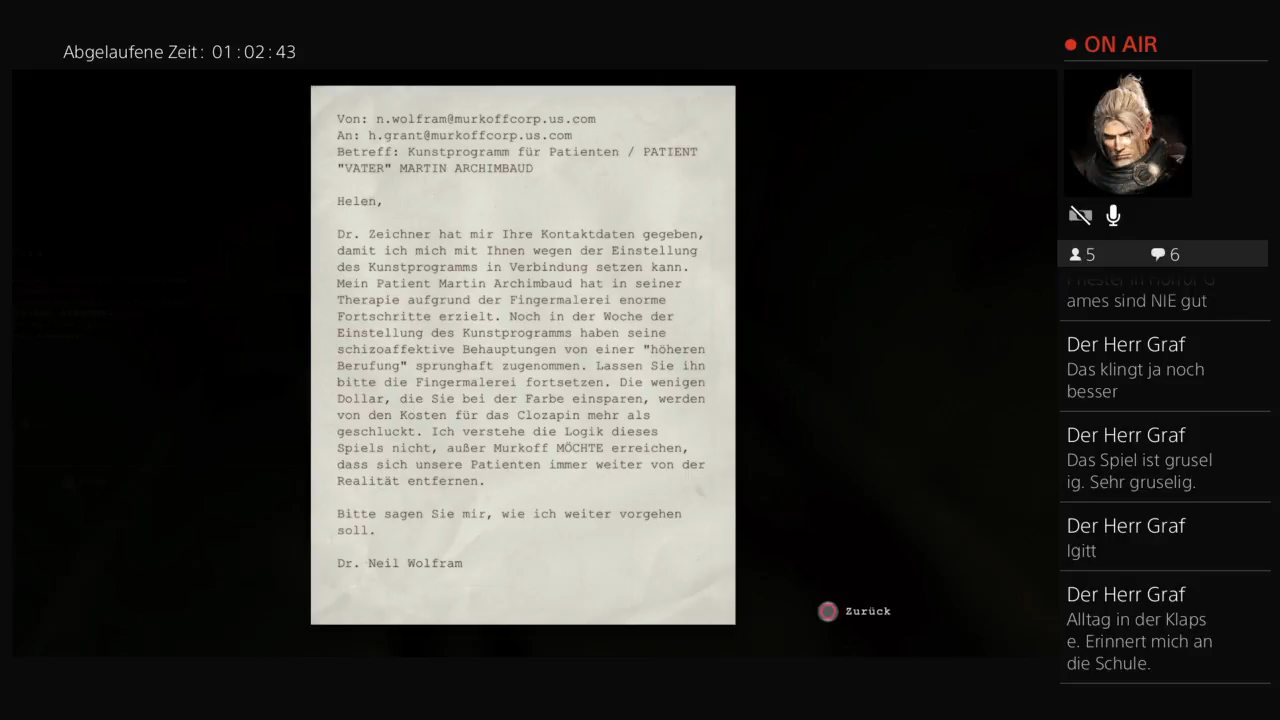 Abgelaufene Zeit: 01:02:43
Von: n.wolfram@murkoffcorp.us.com
An: h.grant@murkoffcorp.us.com
Betreff: Kunstprogramm für Patienten / PATIENT
"VATER" MARTIN ARCHIMBAUD
Helen,
Dr. Zeichner hat mir Ihre Kontaktdaten gegeben,
damit ich mich mit Ihnen wegen der Einstellung
des Kunstprogramms in Verbindung setzen kann.
Mein Patient Martin Archimbaud hat in seiner
Therapie aufgrund der Fingermalerei enorme
Fortschritte erzielt. Noch in der Woche der
Einstellung des Kunstprogramms haben seine
schizoaffektive Behauptungen von einer "höheren
Berufung" sprunghaft zugenommen. Lassen Sie ihn
bitte die Fingermalerei fortsetzen. Die wenigen
Dollar, die Sie bei der Farbe einsparen, werden
von den Kosten für das Clozapin mehr als
geschluckt. Ich verstehe die Logik dieses
Spiels nicht, außer Murkoff MÖCHTE erreichen,
dass sich unsere Patienten immer weiter von der
Realität entfernen.
Bitte sagen Sie mir, wie ich weiter vorgehen
soll.
Dr. Neil Wolfram
Zurück
ON AIR
5 6
Priester in Horror G
ames sind NIE gut
Der Herr Graf
Das klingt ja noch
besser
Der Herr Graf
Das Spiel ist grusel
ig. Sehr gruselig.
Der Herr Graf
Igitt
Der Herr Graf
Alltag in der Klaps
e. Erinnert mich an
die Schule.